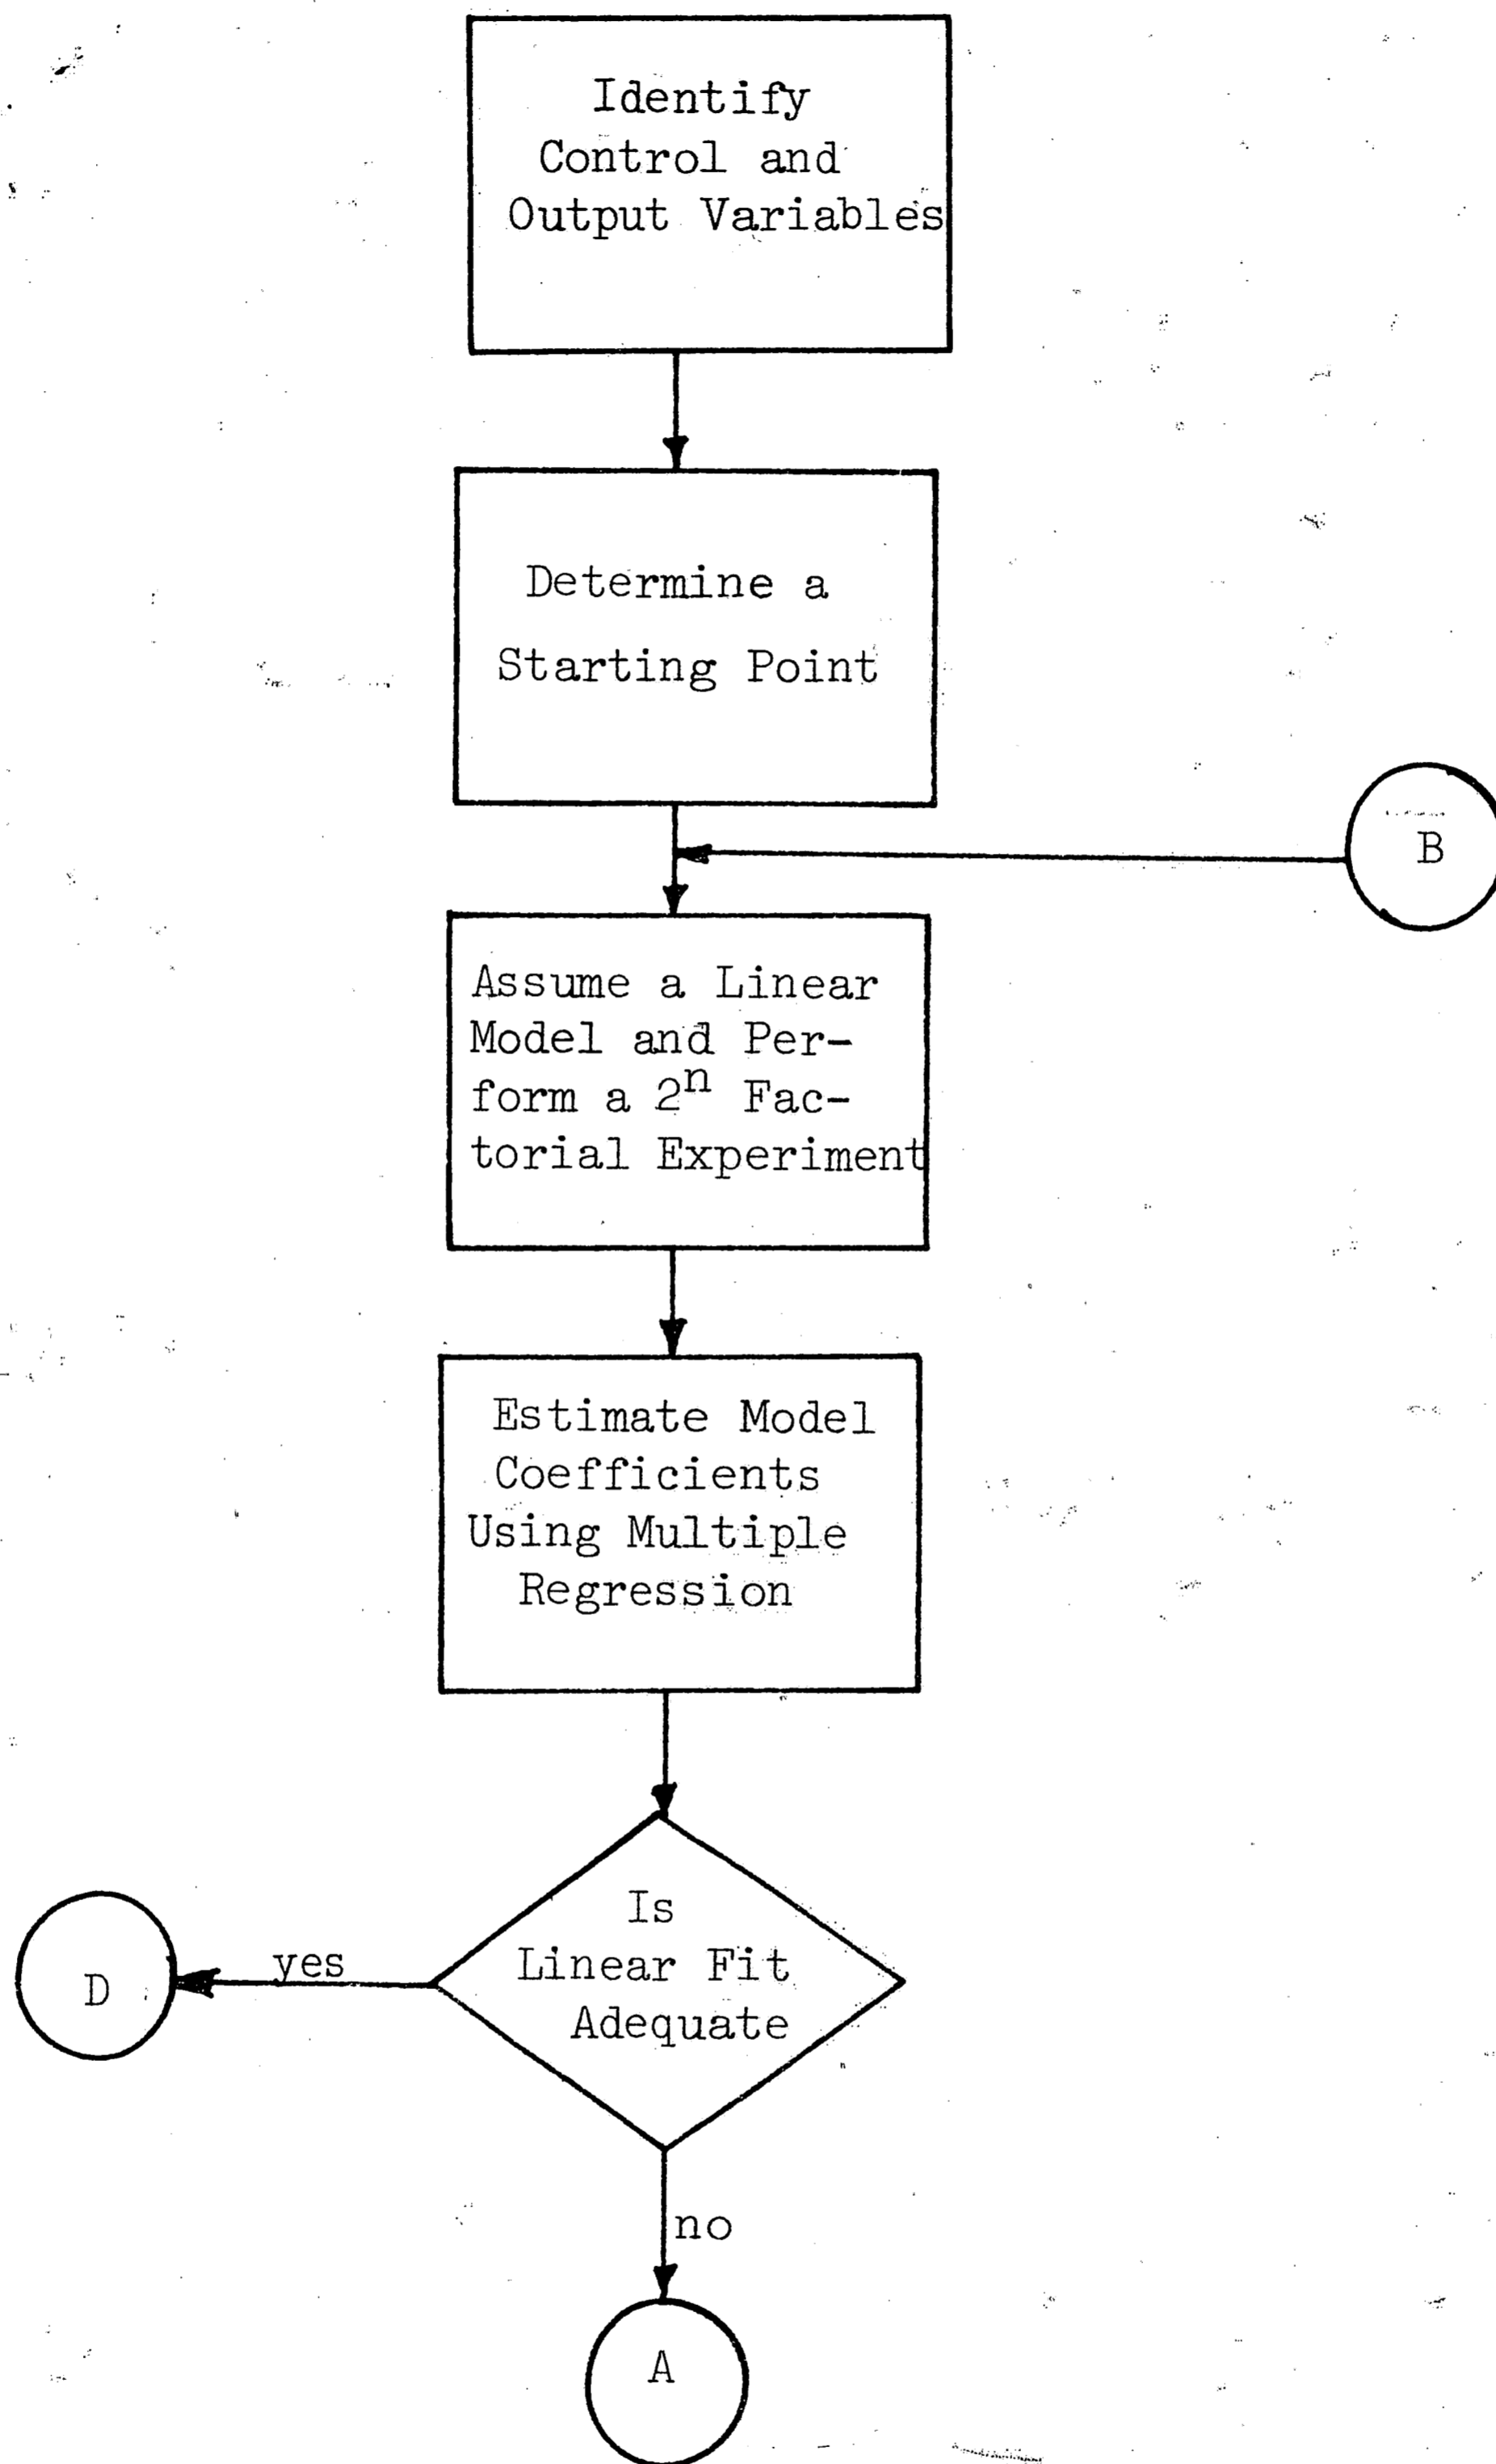 Identify
Control and
Output Variables
Determine a
Starting Point
B
Assume a Linear
Model and Per-
form a 2ⁿ Fac-
torial Experiment
Estimate Model
Coefficients
Using Multiple
Regression
Is
Linear Fit
Adequate
yes
D
no
A